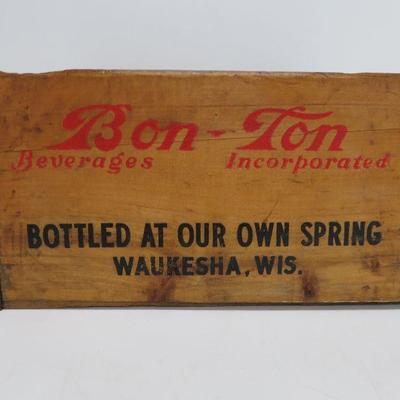 Bon-Ton
Beverages Incorporated
BOTTLED AT OUR OWN SPRING
WAUKESHA, WIS.